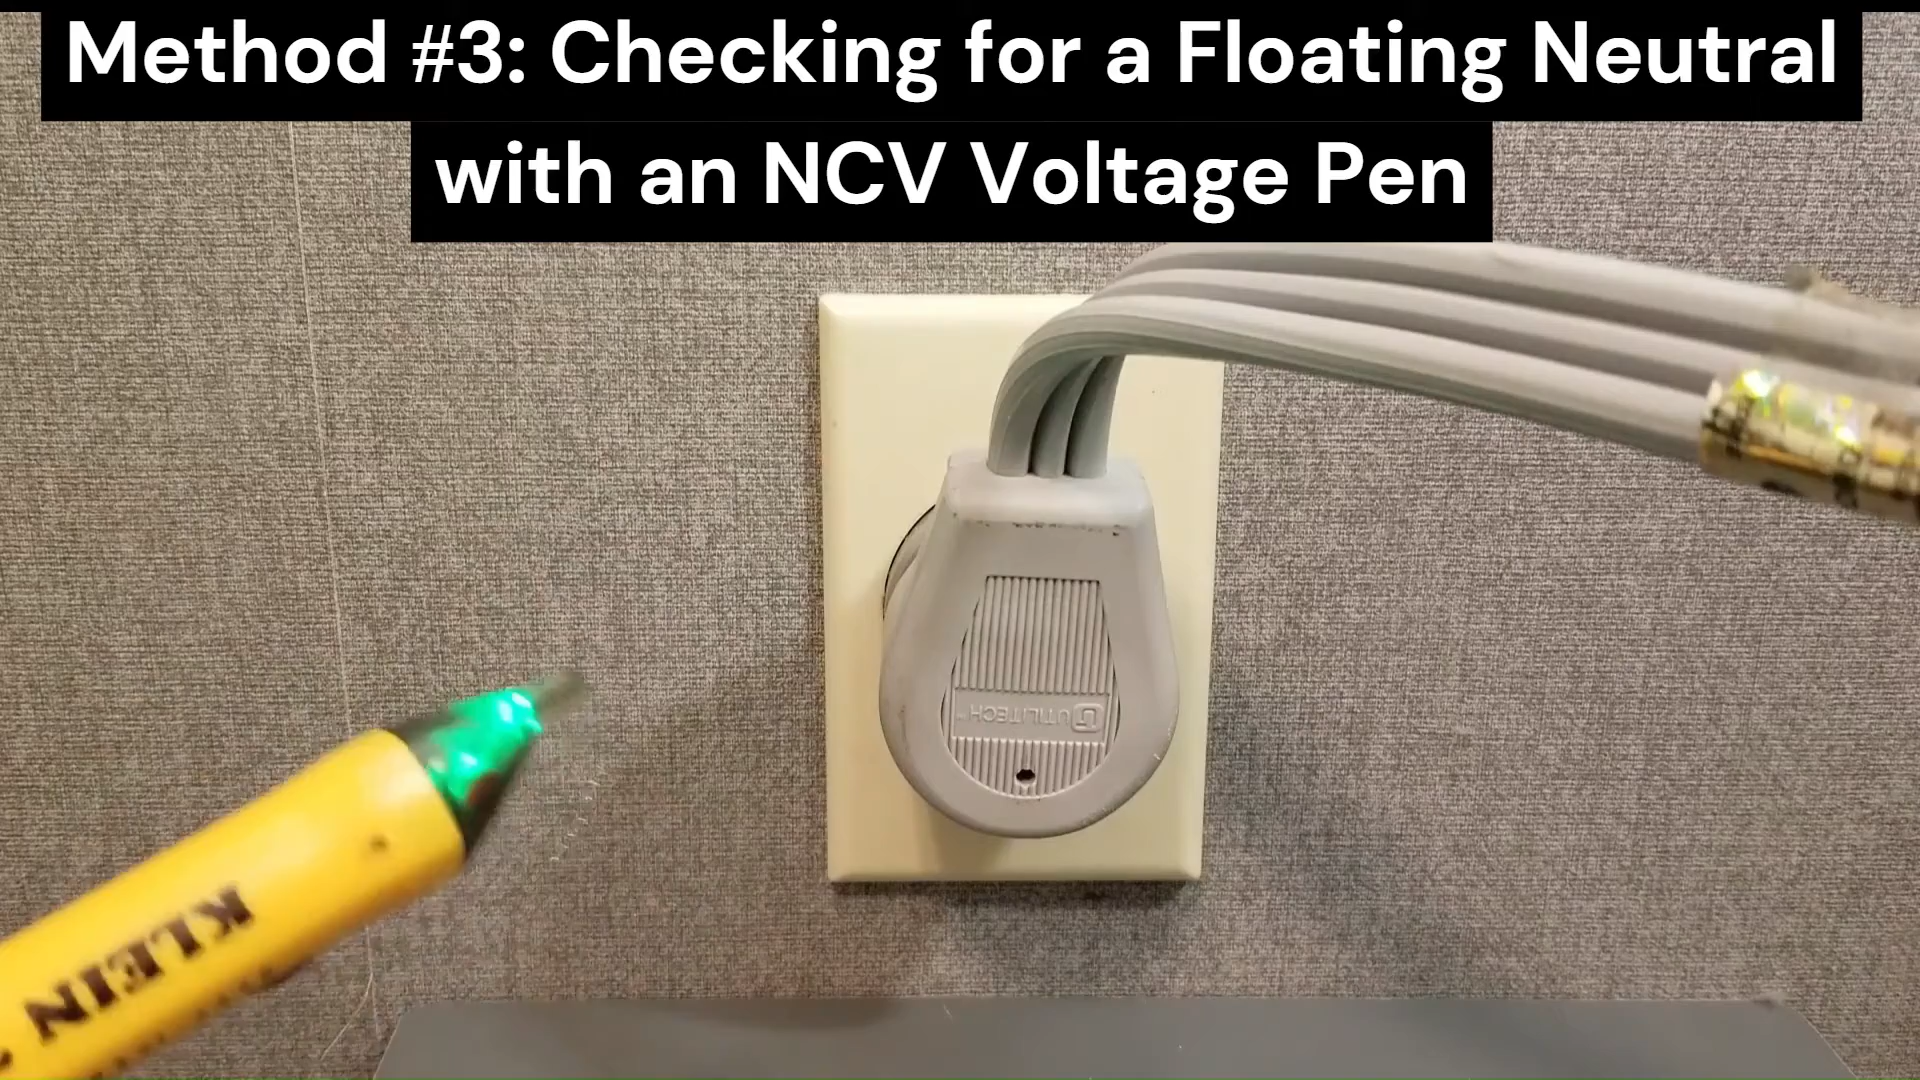 Method #3: Checking for a Floating Neutral
with an NCV Voltage Pen
UTILITECH
KLEIN